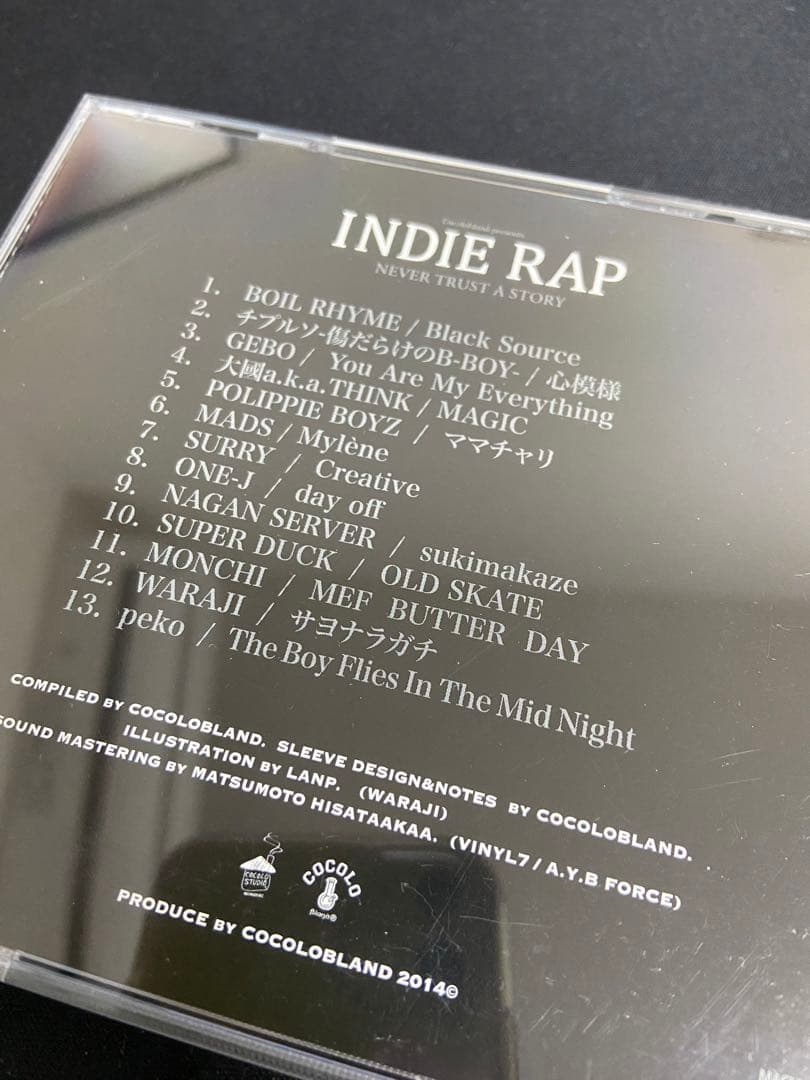 Cocolobland presents
INDIE RAP
NEVER TRUST A STORY
1. BOIL RHYME / Black Source
2. チプルソ-傷だらけのB-BOY- / 心模様
3. GEBO / You Are My Everything
4. 大國a.k.a.THINK / MAGIC
5. POLIPPIE BOYZ / ママチャリ
6. MADS / Mylène
7. SURRY / Creative
8. ONE-J / day off
9. NAGAN SERVER / sukimakaze
10. SUPER DUCK / OLD SKATE
11. MONCHI / MEF BUTTER DAY
12. WARAJI / サヨナラガチ
13. peko / The Boy Flies In The Mid Night
COMPILED BY COCOLOBLAND. SLEEVE DESIGN&NOTES BY COCOLOBLAND.
ILLUSTRATION BY LANP. (WARAJI)
SOUND MASTERING BY MATSUMOTO HISATAAKAA. (VINYL7 / A.Y.B FORCE)
COCOLO STUDIO
COCOLO
PRODUCE BY COCOLOBLAND 2014©